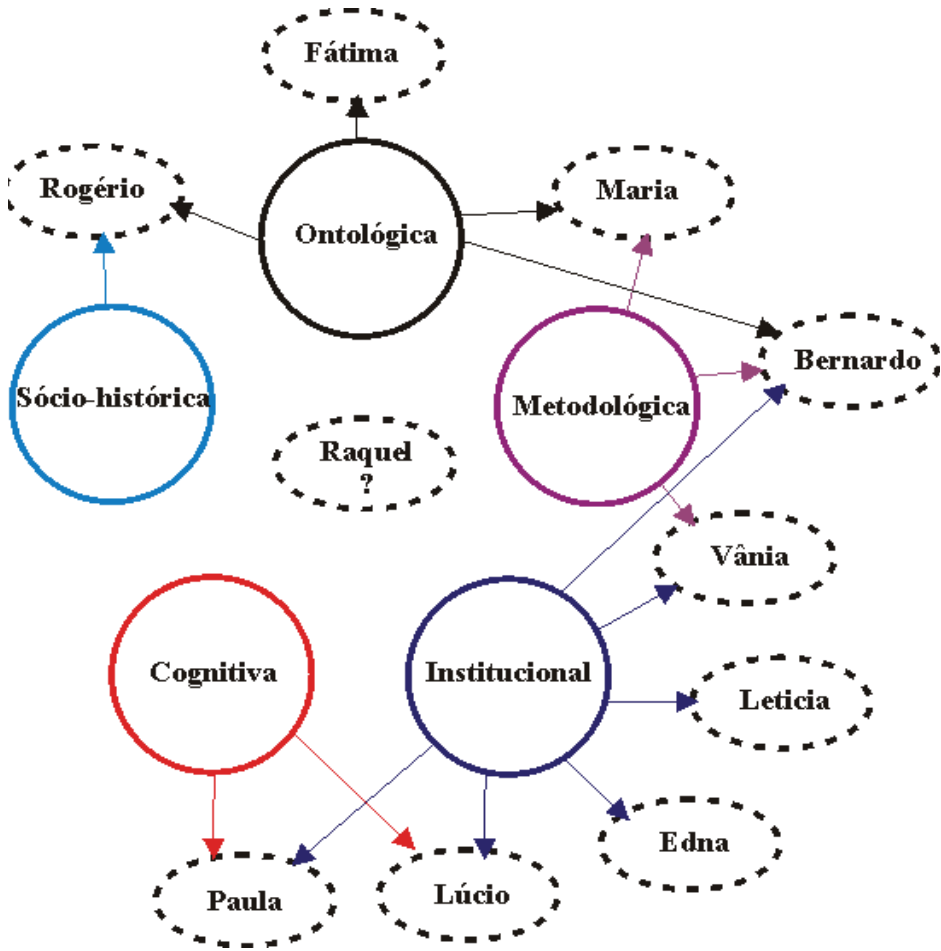 Fátima
Rogério
Maria
Ontológica
Bernardo
Sócio-histórica
Metodológica
Raquel
?
Vânia
Cognitiva
Institucional
Leticia
Edna
Paula
Lúcio